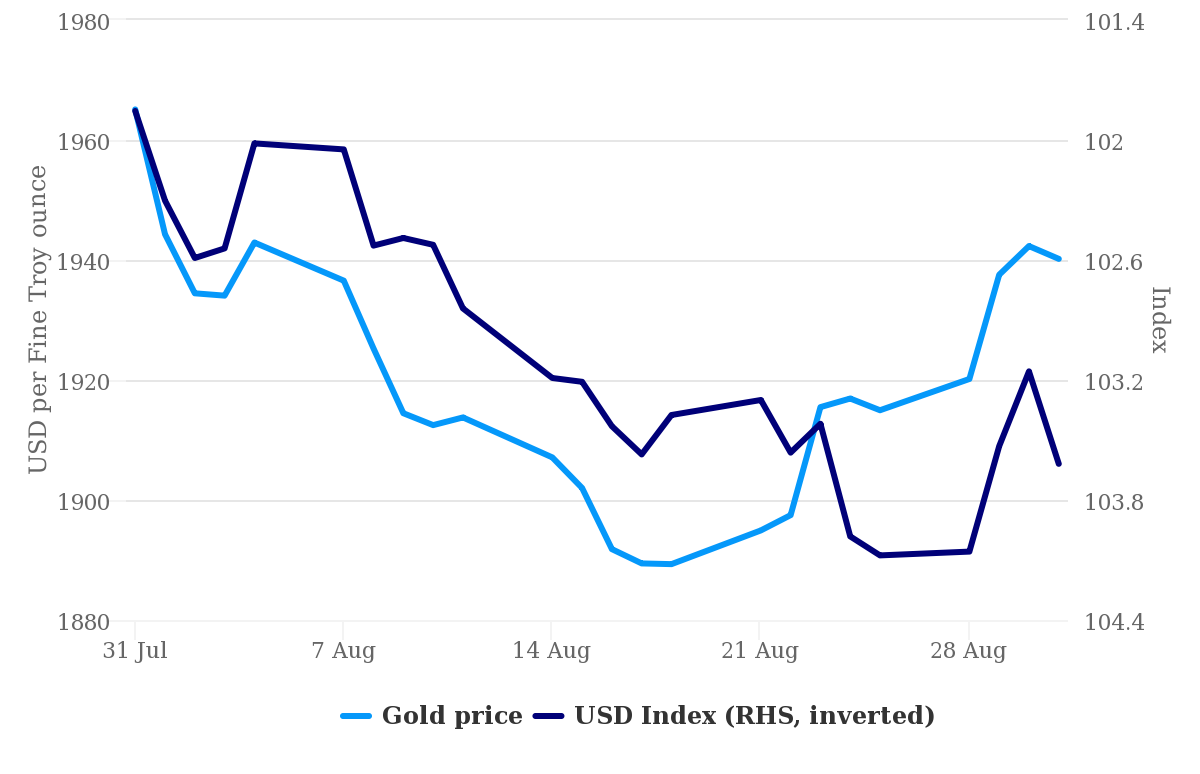 1980
1960
1940
1920
1900
1880
USD per Fine Troy ounce
101.4
102
102.6
103.2
103.8
104.4
Index
31 Jul
7 Aug
14 Aug
21 Aug
28 Aug
Gold price
USD Index (RHS, inverted)